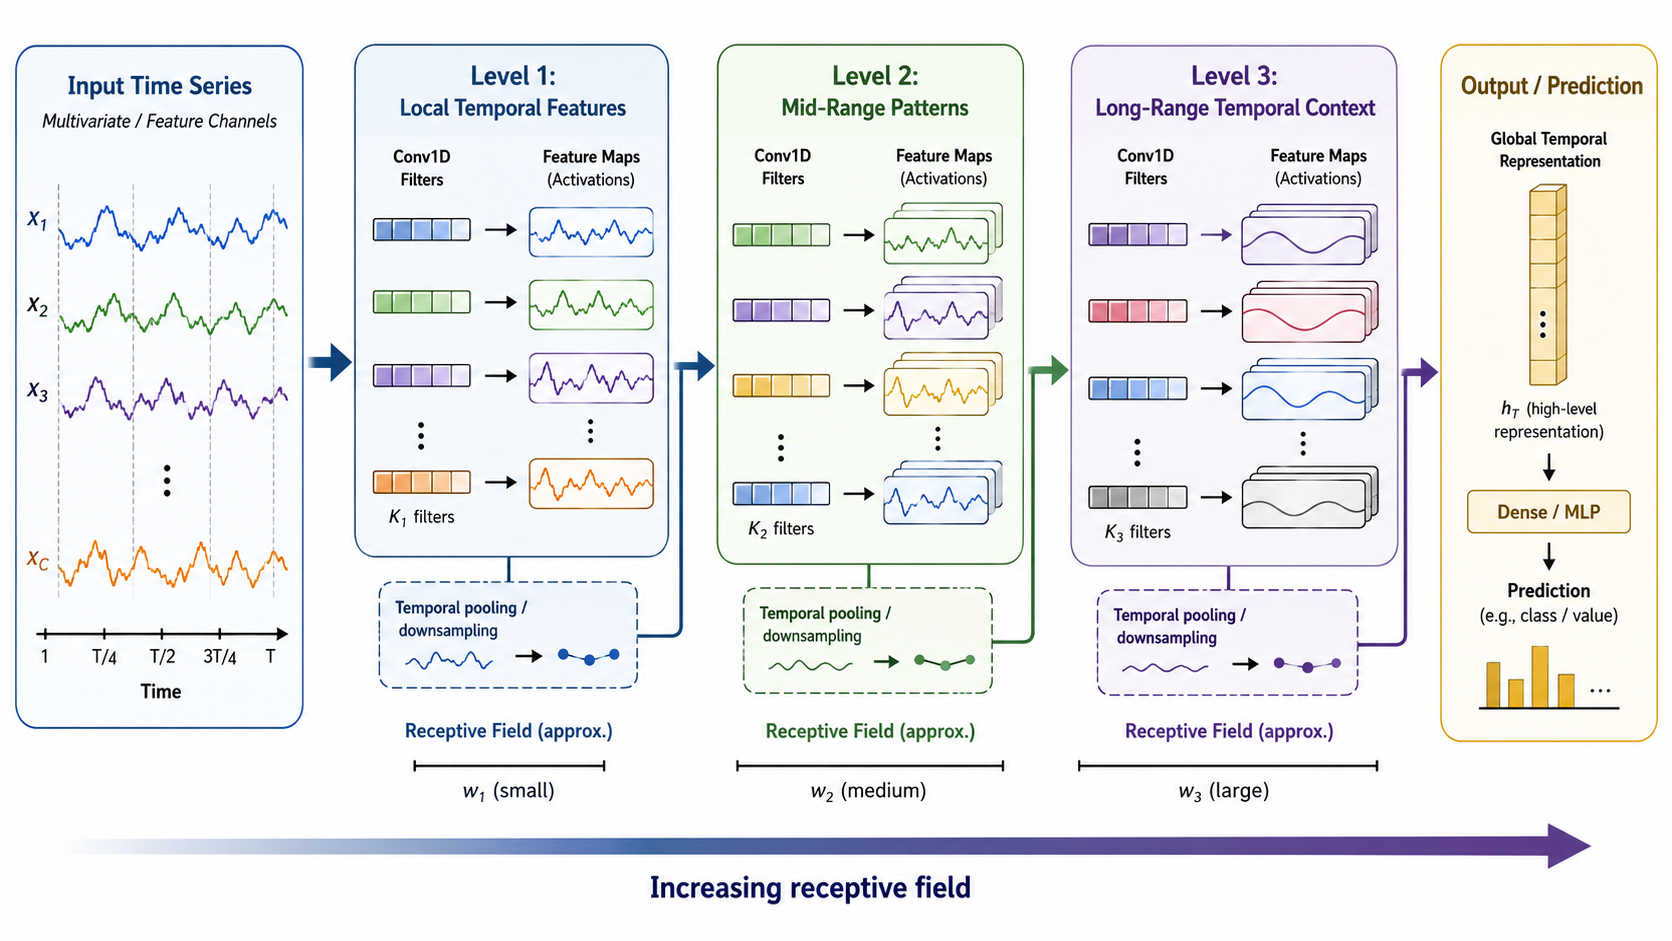 Input Time Series
Multivariate / Feature Channels
X1
X2
X3
⋮
XC
1 T/4 T/2 3T/4 T
Time
Level 1:
Local Temporal Features
Conv1D
Filters
Feature Maps
(Activations)
⋮
⋮
K1 filters
Temporal pooling /
downsampling
Receptive Field (approx.)
w1 (small)
Level 2:
Mid-Range Patterns
Conv1D
Filters
Feature Maps
(Activations)
⋮
⋮
K2 filters
Temporal pooling /
downsampling
Receptive Field (approx.)
w2 (medium)
Level 3:
Long-Range Temporal Context
Conv1D
Filters
Feature Maps
(Activations)
⋮
⋮
K3 filters
Temporal pooling /
downsampling
Receptive Field (approx.)
w3 (large)
Output / Prediction
Global Temporal
Representation
⋮
hT (high-level
representation)
Dense / MLP
Prediction
(e.g., class / value)
...
Increasing receptive field